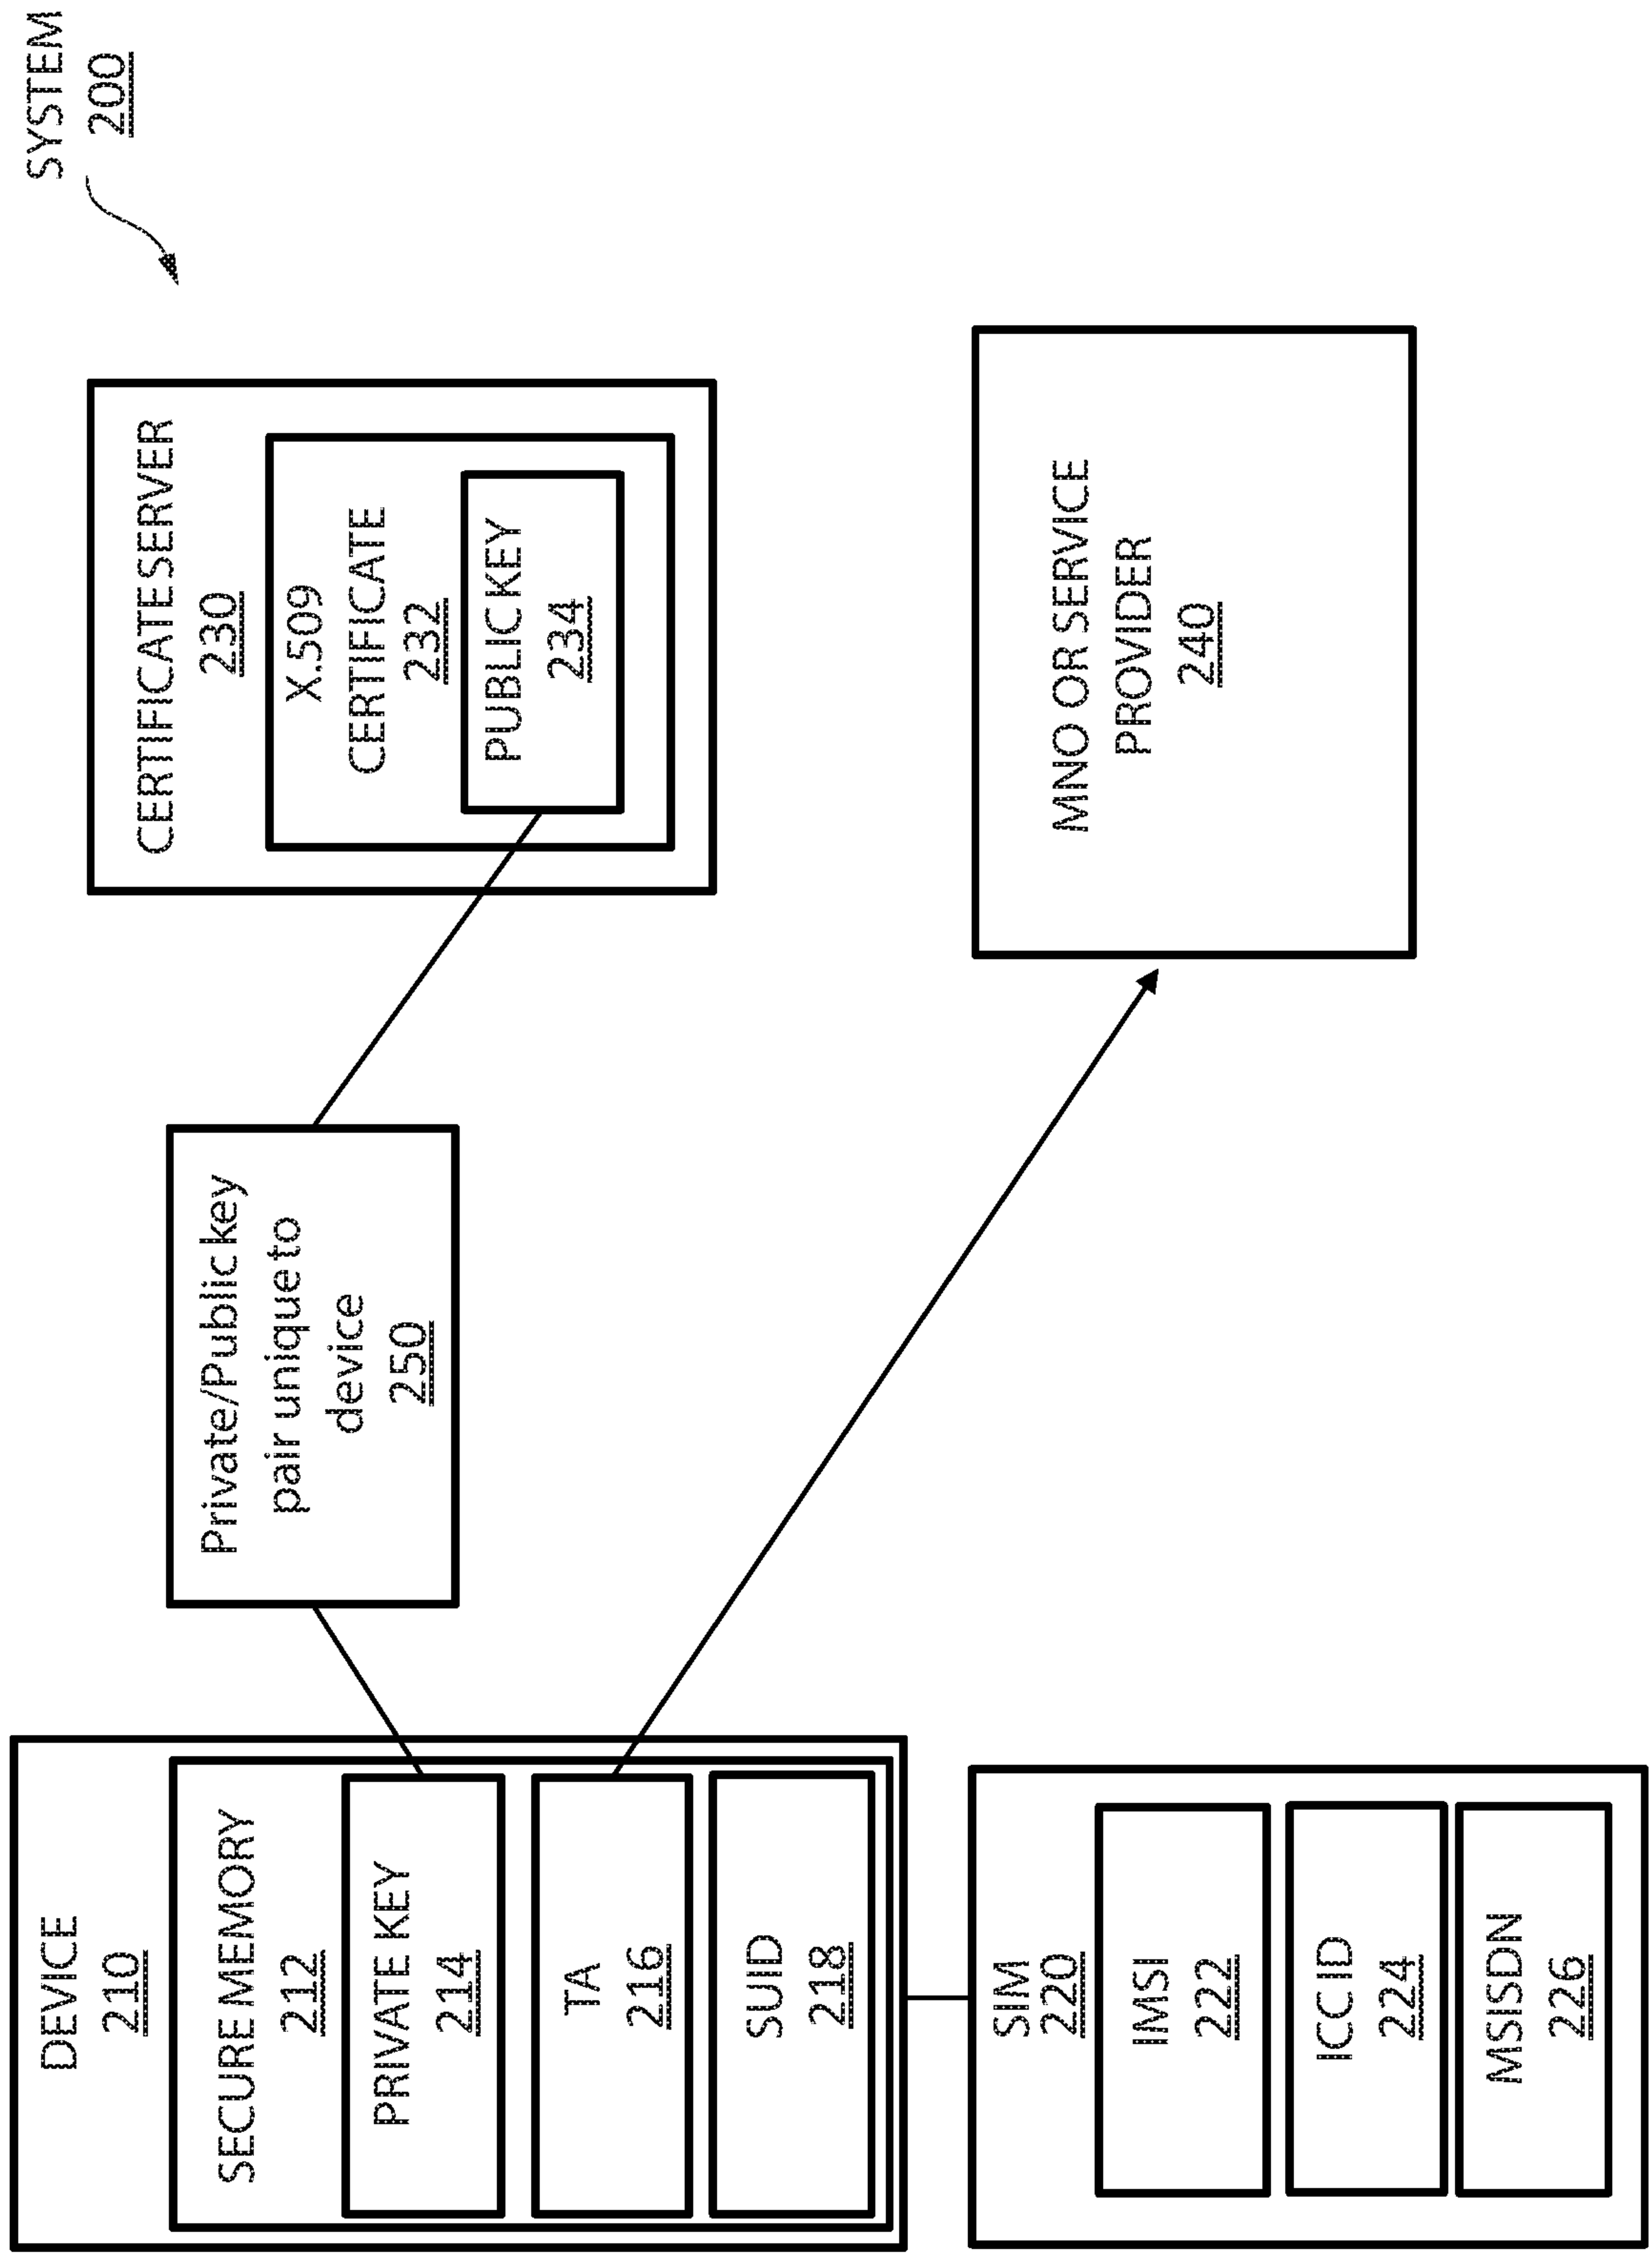 SYSTEM
200
DEVICE
210
SECURE MEMORY
212
PRIVATE KEY
214
TA
216
SUID
218
Private/Public key
pair unique to
device
250
CERTIFICATE SERVER
230
X.509
CERTIFICATE
232
PUBLIC KEY
234
SIM
220
IMSI
222
ICC ID
224
MSISDN
226
MNO OR SERVICE
PROVIDER
240